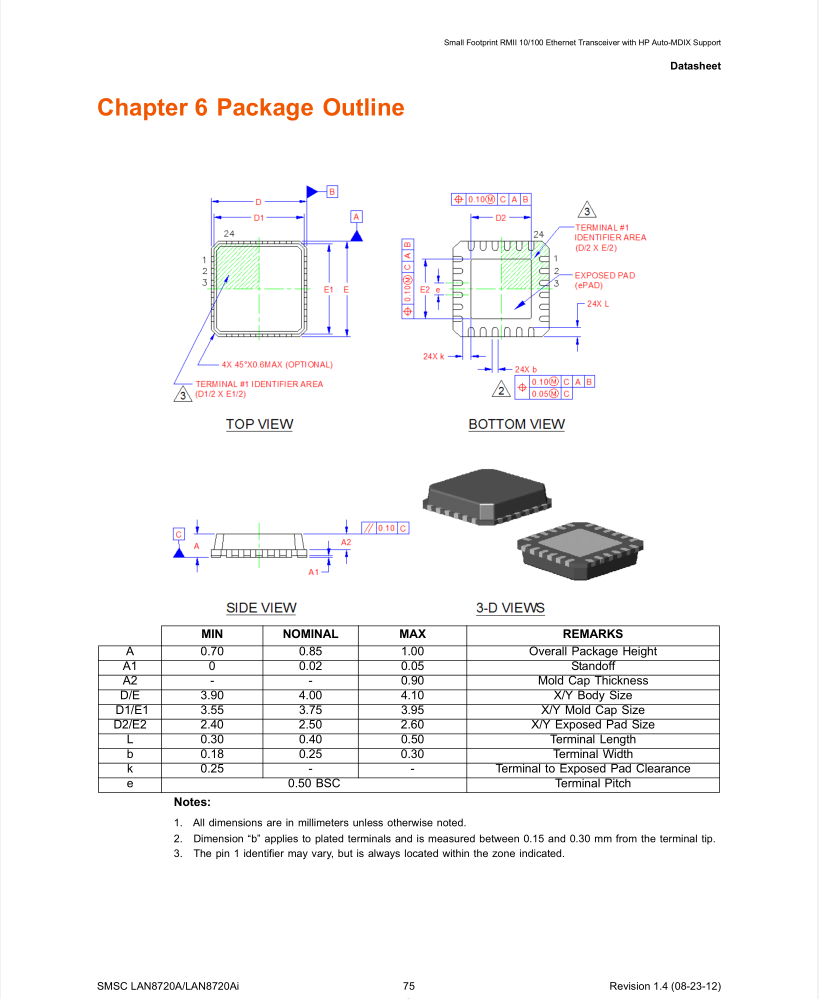 Small Footprint RMII 10/100 Ethernet Transceiver with HP Auto-MDIX Support
Datasheet
Chapter 6 Package Outline
B
D
D1
A
24
1
2
3
E1 E
4X 45°X0.6MAX (OPTIONAL)
TERMINAL #1 IDENTIFIER AREA
3 (D1/2 X E1/2)
TOP VIEW
⌖ 0.10Ⓜ C A B
D2
3
24
TERMINAL #1
IDENTIFIER AREA
(D/2 X E/2)
⌖ 0.10Ⓜ C A B
1
2
3
E2 e
EXPOSED PAD
(ePAD)
24X L
24X k
24X b
2
⌖ 0.10Ⓜ C A B
0.05Ⓜ C
BOTTOM VIEW
C
A
// 0.10 C
A2
A1
SIDE VIEW
3-D VIEWS
MIN NOMINAL MAX REMARKS
A 0.70 0.85 1.00 Overall Package Height
A1 0 0.02 0.05 Standoff
A2 - - 0.90 Mold Cap Thickness
D/E 3.90 4.00 4.10 X/Y Body Size
D1/E1 3.55 3.75 3.95 X/Y Mold Cap Size
D2/E2 2.40 2.50 2.60 X/Y Exposed Pad Size
L 0.30 0.40 0.50 Terminal Length
b 0.18 0.25 0.30 Terminal Width
k 0.25 - - Terminal to Exposed Pad Clearance
e 0.50 BSC Terminal Pitch
Notes:
1. All dimensions are in millimeters unless otherwise noted.
2. Dimension “b” applies to plated terminals and is measured between 0.15 and 0.30 mm from the terminal tip.
3. The pin 1 identifier may vary, but is always located within the zone indicated.
SMSC LAN8720A/LAN8720Ai 75 Revision 1.4 (08-23-12)